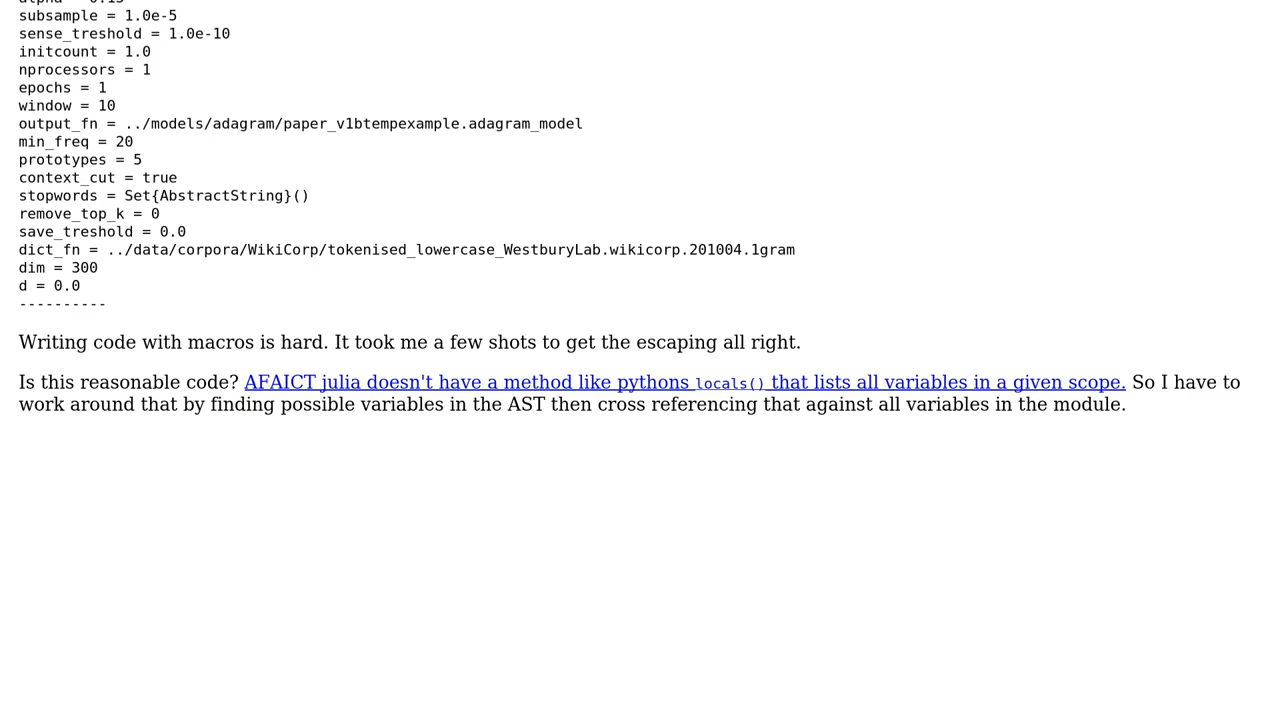 alpha = 0.15
subsample = 1.0e-5
sense_treshold = 1.0e-10
initcount = 1.0
nprocessors = 1
epochs = 1
window = 10
output_fn = ../models/adagram/paper_v1btempexample.adagram_model
min_freq = 20
prototypes = 5
context_cut = true
stopwords = Set{AbstractString}()
remove_top_k = 0
save_treshold = 0.0
dict_fn = ../data/corpora/WikiCorp/tokenised_lowercase_WestburyLab.wikicorp.201004.1gram
dim = 300
d = 0.0
----------
Writing code with macros is hard. It took me a few shots to get the escaping all right.
Is this reasonable code? AFAICT julia doesn't have a method like pythons locals() that lists all variables in a given scope. So I have to
work around that by finding possible variables in the AST then cross referencing that against all variables in the module.